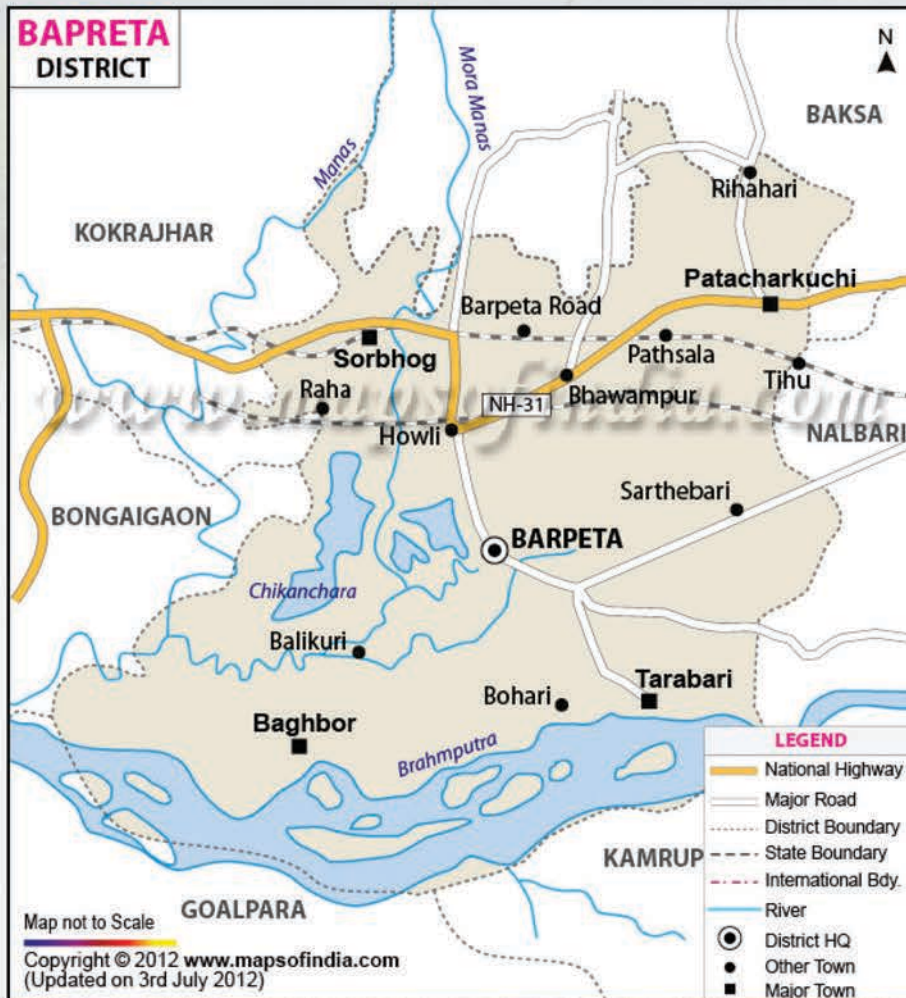 BAPRETA
DISTRICT
N
Mora Manas
BAKSA
Manas
Rihahari
KOKRAJHAR
Patacharkuchi
Barpeta Road
Sorbhog
Pathsala
Tihu
Raha
Bhawampur
www.mapsofindia.com
NH-31
Howli
NALBARI
Sarthebari
BONGAIGAON
BARPETA
Chikanchara
Balikuri
Tarabari
Bohari
Baghbor
Brahmputra
LEGEND
National Highway
Major Road
District Boundary
State Boundary
International Bdy.
River
District HQ
Other Town
Major Town
KAMRUP
GOALPARA
Map not to Scale
Copyright © 2012 www.mapsofindia.com
(Updated on 3rd July 2012)